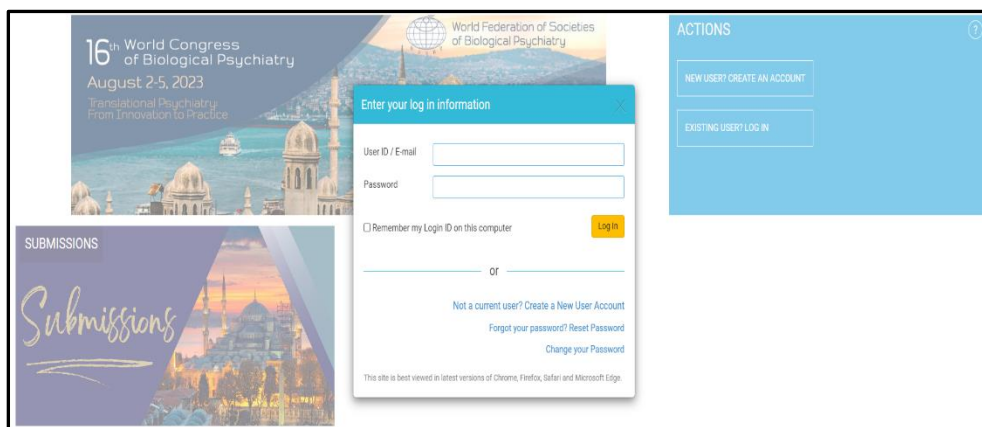 16th World Congress
of Biological Psychiatry
August 2-5, 2023
Translational Psychiatry:
From Innovation to Practice
World Federation of Societies
of Biological Psychiatry
ACTIONS
?
NEW USER? CREATE AN ACCOUNT
EXISTING USER? LOG IN
Enter your log in information
X
User ID / E-mail
Password
Remember my Login ID on this computer
Log In
or
Not a current user? Create a New User Account
Forgot your password? Reset Password
Change your Password
This site is best viewed in latest versions of Chrome, Firefox, Safari and Microsoft Edge.
SUBMISSIONS
Submissions